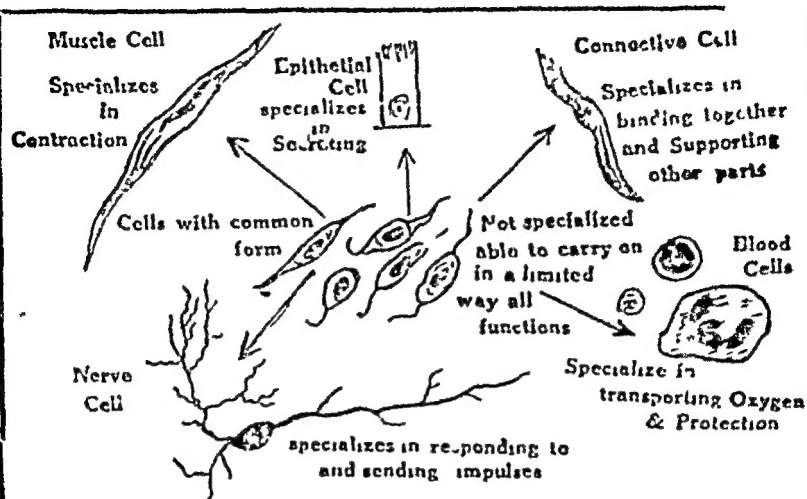 Muscle Cell
Specializes
in
Contraction
Epithelial
Cell
specializes
in
Secreting
Connective Cell
Specializes in
binding together
and Supporting
other parts
Cells with common
form
Not specialized
able to carry on
in a limited
way all
functions
Blood
Cells
Specialize in
transporting Oxygen
& Protection
Nerve
Cell
specializes in responding to
and sending impulses